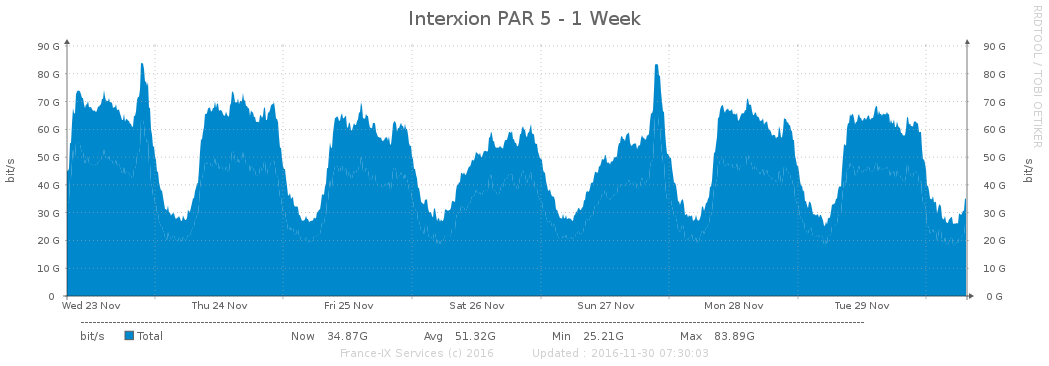 Interxion PAR 5 - 1 Week
RRDTOOL / TOBI OETIKER
bit/s
90 G 90 G
80 G 80 G
70 G 70 G
60 G 60 G
50 G 50 G
40 G 40 G
30 G 30 G
20 G 20 G
10 G 10 G
0 0 G
bit/s
Wed 23 Nov Thu 24 Nov Fri 25 Nov Sat 26 Nov Sun 27 Nov Mon 28 Nov Tue 29 Nov
bit/s Total Now 34.87G Avg 51.32G Min 25.21G Max 83.89G
France-IX Services (c) 2016 Updated : 2016-11-30 07:30:03